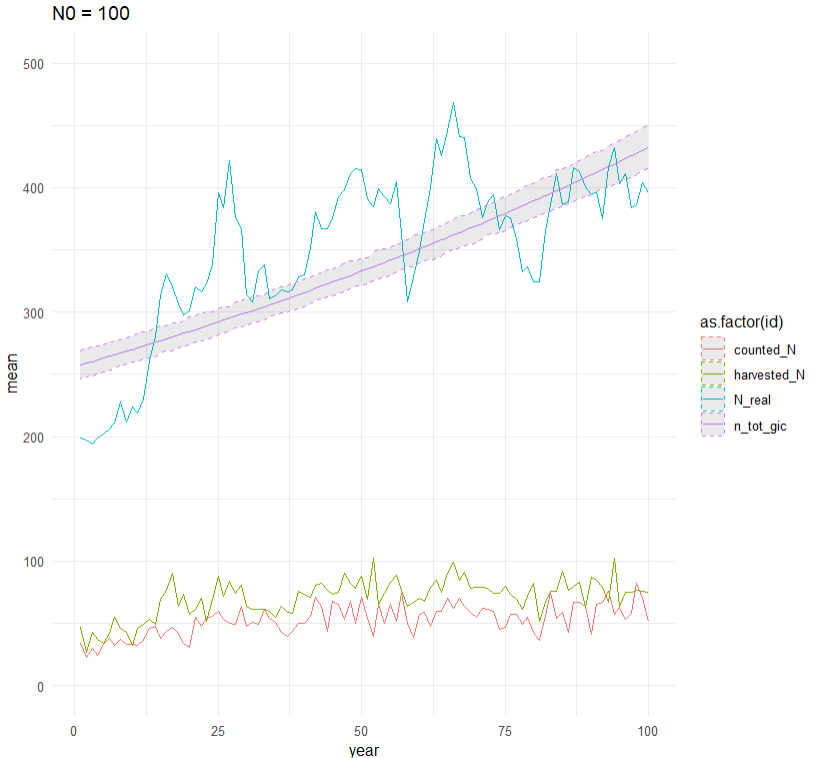 N0 = 100
500
400
300
200
100
0
mean
0 25 50 75 100
year
as.factor(id)
counted_N
harvested_N
N_real
n_tot_gic